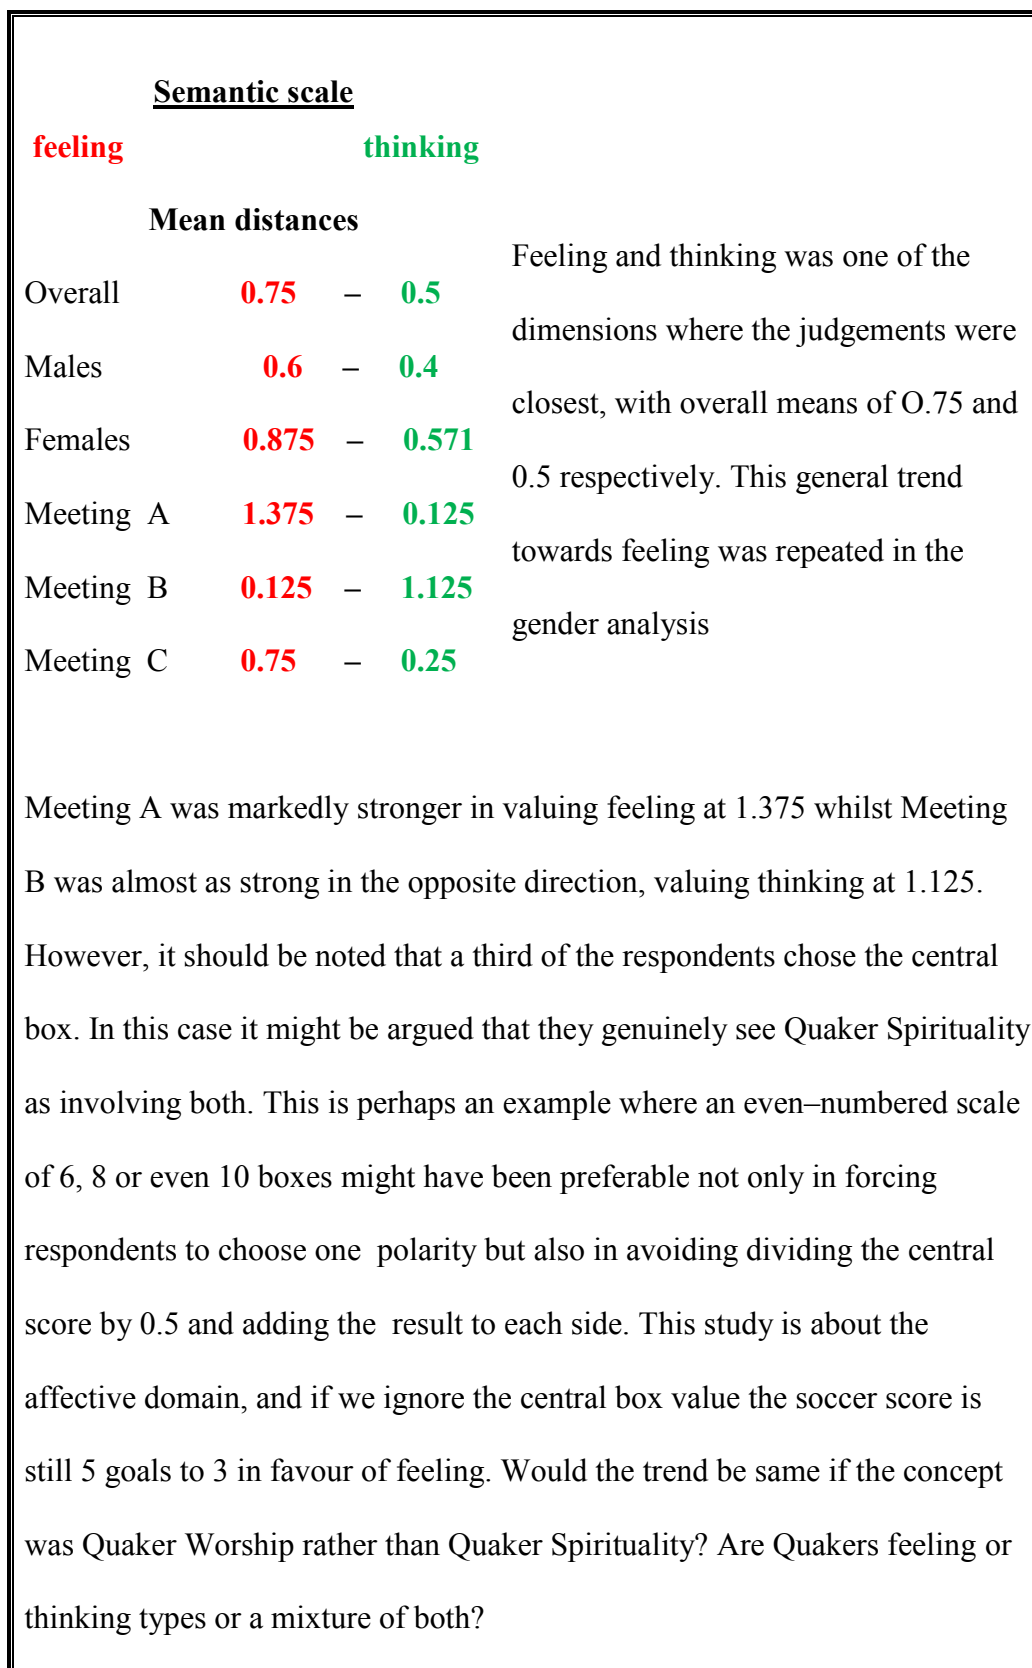 Semantic scale
feeling thinking
Mean distances
Overall 0.75 – 0.5
Males 0.6 – 0.4
Females 0.875 – 0.571
Meeting A 1.375 – 0.125
Meeting B 0.125 – 1.125
Meeting C 0.75 – 0.25
Feeling and thinking was one of the
dimensions where the judgements were
closest, with overall means of O.75 and
0.5 respectively. This general trend
towards feeling was repeated in the
gender analysis
Meeting A was markedly stronger in valuing feeling at 1.375 whilst Meeting
B was almost as strong in the opposite direction, valuing thinking at 1.125.
However, it should be noted that a third of the respondents chose the central
box. In this case it might be argued that they genuinely see Quaker Spirituality
as involving both. This is perhaps an example where an even–numbered scale
of 6, 8 or even 10 boxes might have been preferable not only in forcing
respondents to choose one polarity but also in avoiding dividing the central
score by 0.5 and adding the result to each side. This study is about the
affective domain, and if we ignore the central box value the soccer score is
still 5 goals to 3 in favour of feeling. Would the trend be same if the concept
was Quaker Worship rather than Quaker Spirituality? Are Quakers feeling or
thinking types or a mixture of both?